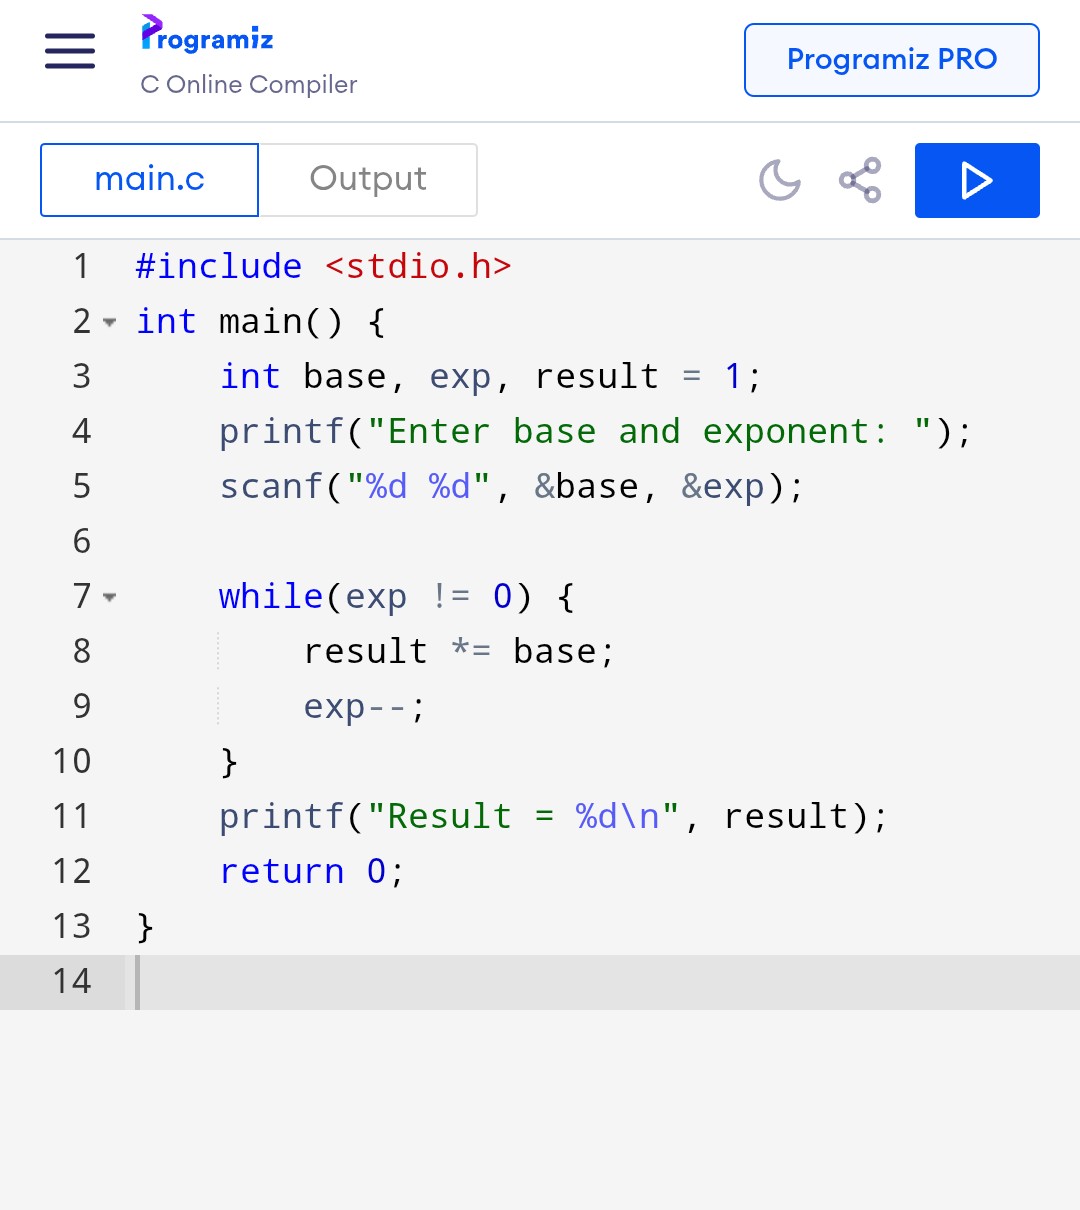 Programiz
C Online Compiler
Programiz PRO
main.c
Output
1 #include <stdio.h>
2 int main() {
3     int base, exp, result = 1;
4     printf("Enter base and exponent: ");
5     scanf("%d %d", &base, &exp);
6
7     while(exp != 0) {
8         result *= base;
9         exp--;
10     }
11     printf("Result = %d\n", result);
12     return 0;
13 }
14